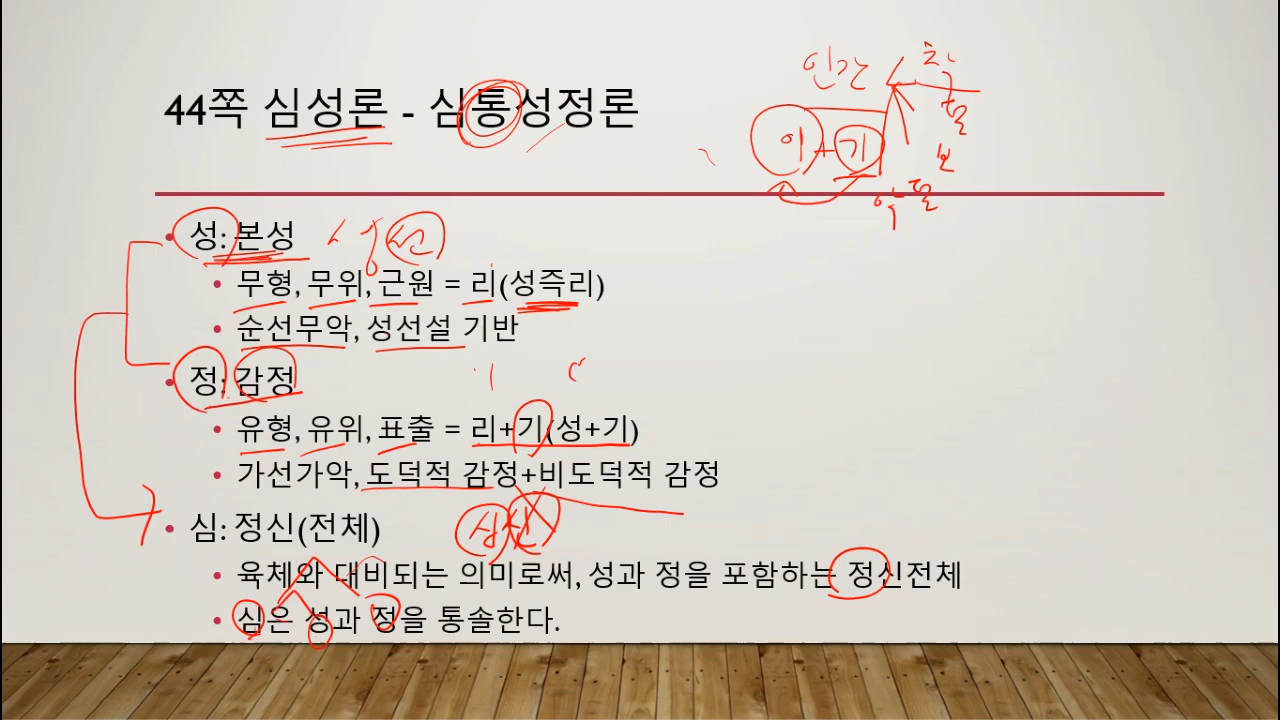 44쪽 심성론 - 심통성정론
인간
이+기
성: 본성
성선
무형, 무위, 근원 = 리(성즉리)
순선무악, 성선설 기반
정: 감정
유형, 유위, 표출 = 리+기(성+기)
가선가악, 도덕적 감정+비도덕적 감정
심: 정신(전체)
육체와 대비되는 의미로써, 성과 정을 포함하는 정신전체
심은 성과 정을 통솔한다.